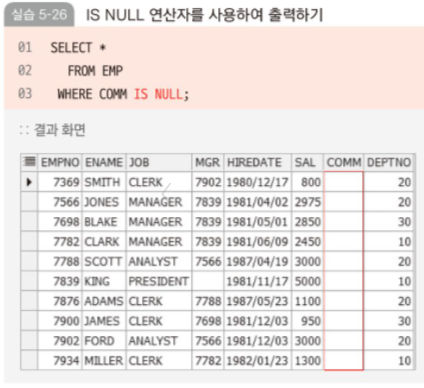 실습 5-26 IS NULL 연산자를 사용하여 출력하기
01 SELECT *
02 FROM EMP
03 WHERE COMM IS NULL;
:: 결과 화면
EMPNO ENAME JOB MGR HIREDATE SAL COMM DEPTNO
7369 SMITH CLERK 7902 1980/12/17 800 20
7566 JONES MANAGER 7839 1981/04/02 2975 20
7698 BLAKE MANAGER 7839 1981/05/01 2850 30
7782 CLARK MANAGER 7839 1981/06/09 2450 10
7788 SCOTT ANALYST 7566 1987/04/19 3000 20
7839 KING PRESIDENT 1981/11/17 5000 10
7876 ADAMS CLERK 7788 1987/05/23 1100 20
7900 JAMES CLERK 7698 1981/12/03 950 30
7902 FORD ANALYST 7566 1981/12/03 3000 20
7934 MILLER CLERK 7782 1982/01/23 1300 10